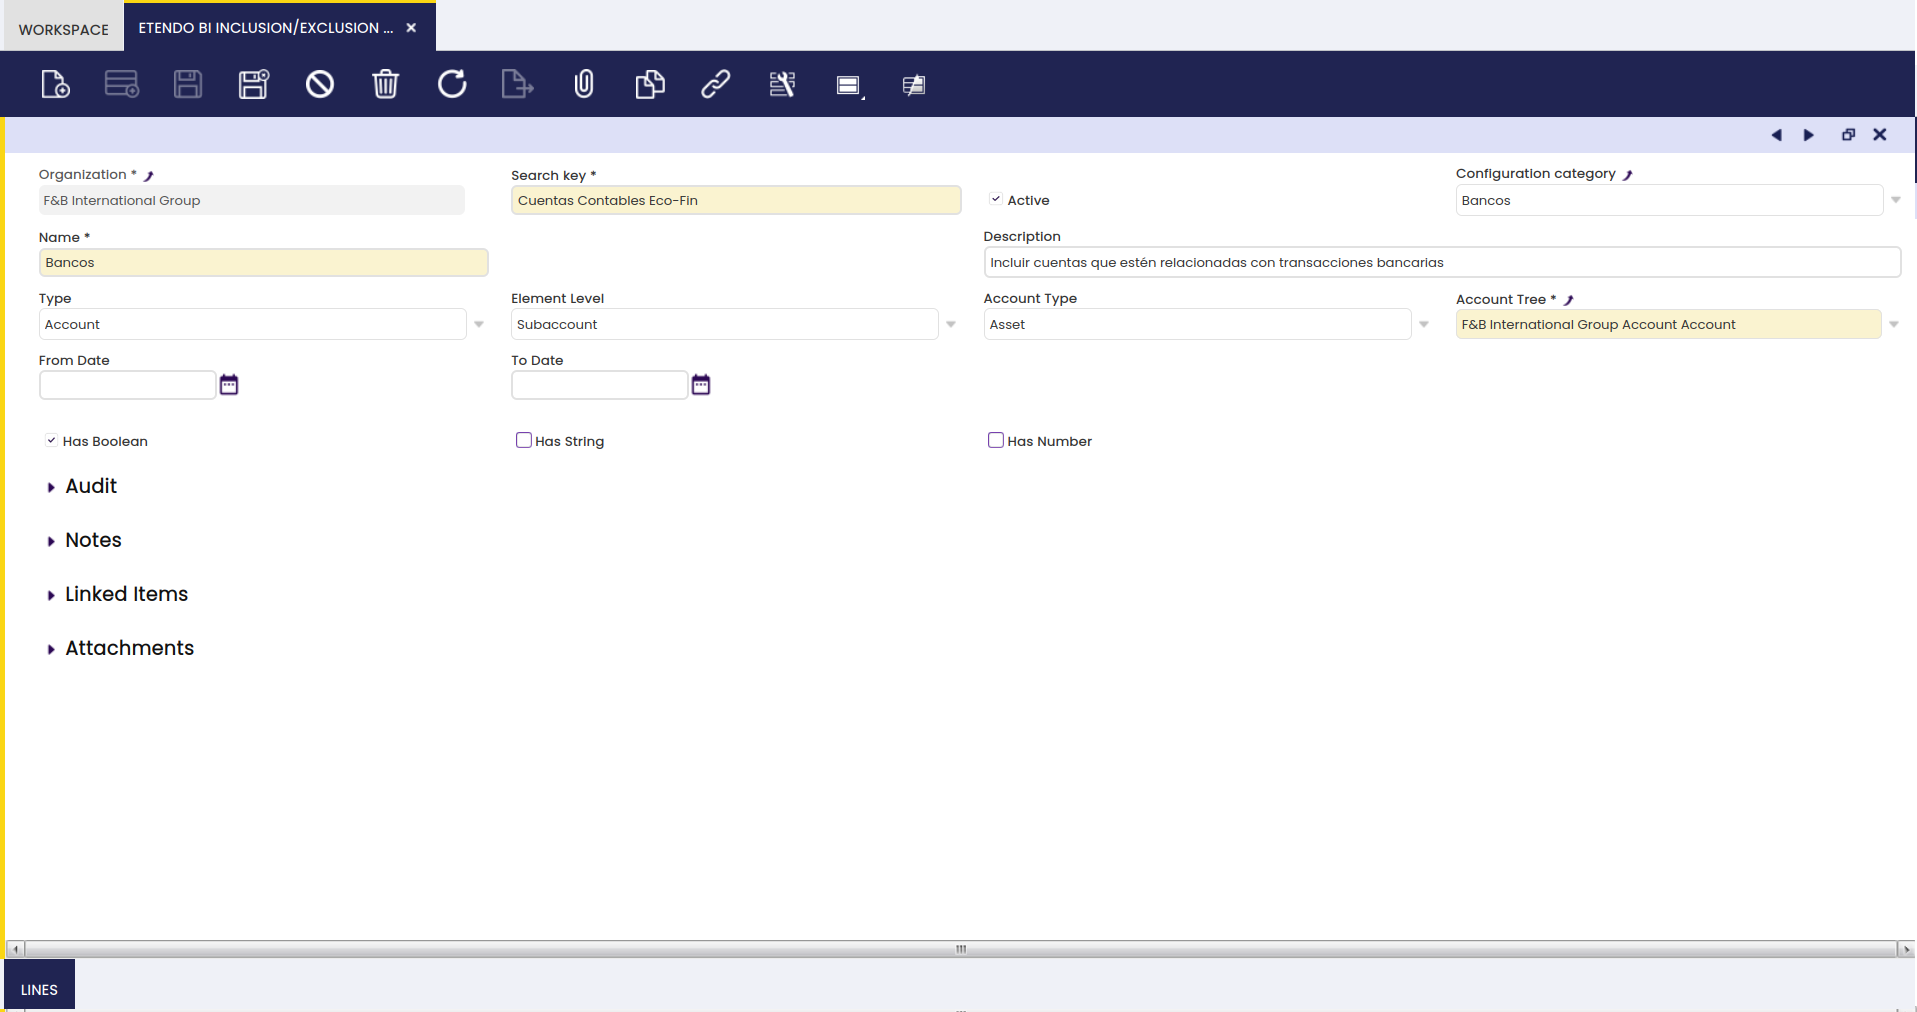 WORKSPACE
ETENDO BI INCLUSION/EXCLUSION ...
Organization *
F&B International Group
Search key *
Cuentas Contables Eco-Fin
Active
Configuration category
Bancos
Name *
Bancos
Description
Incluir cuentas que estén relacionadas con transacciones bancarias
Type
Account
Element Level
Subaccount
Account Type
Asset
Account Tree *
F&B International Group Account Account
From Date
To Date
Has Boolean
Has String
Has Number
Audit
Notes
Linked Items
Attachments
LINES